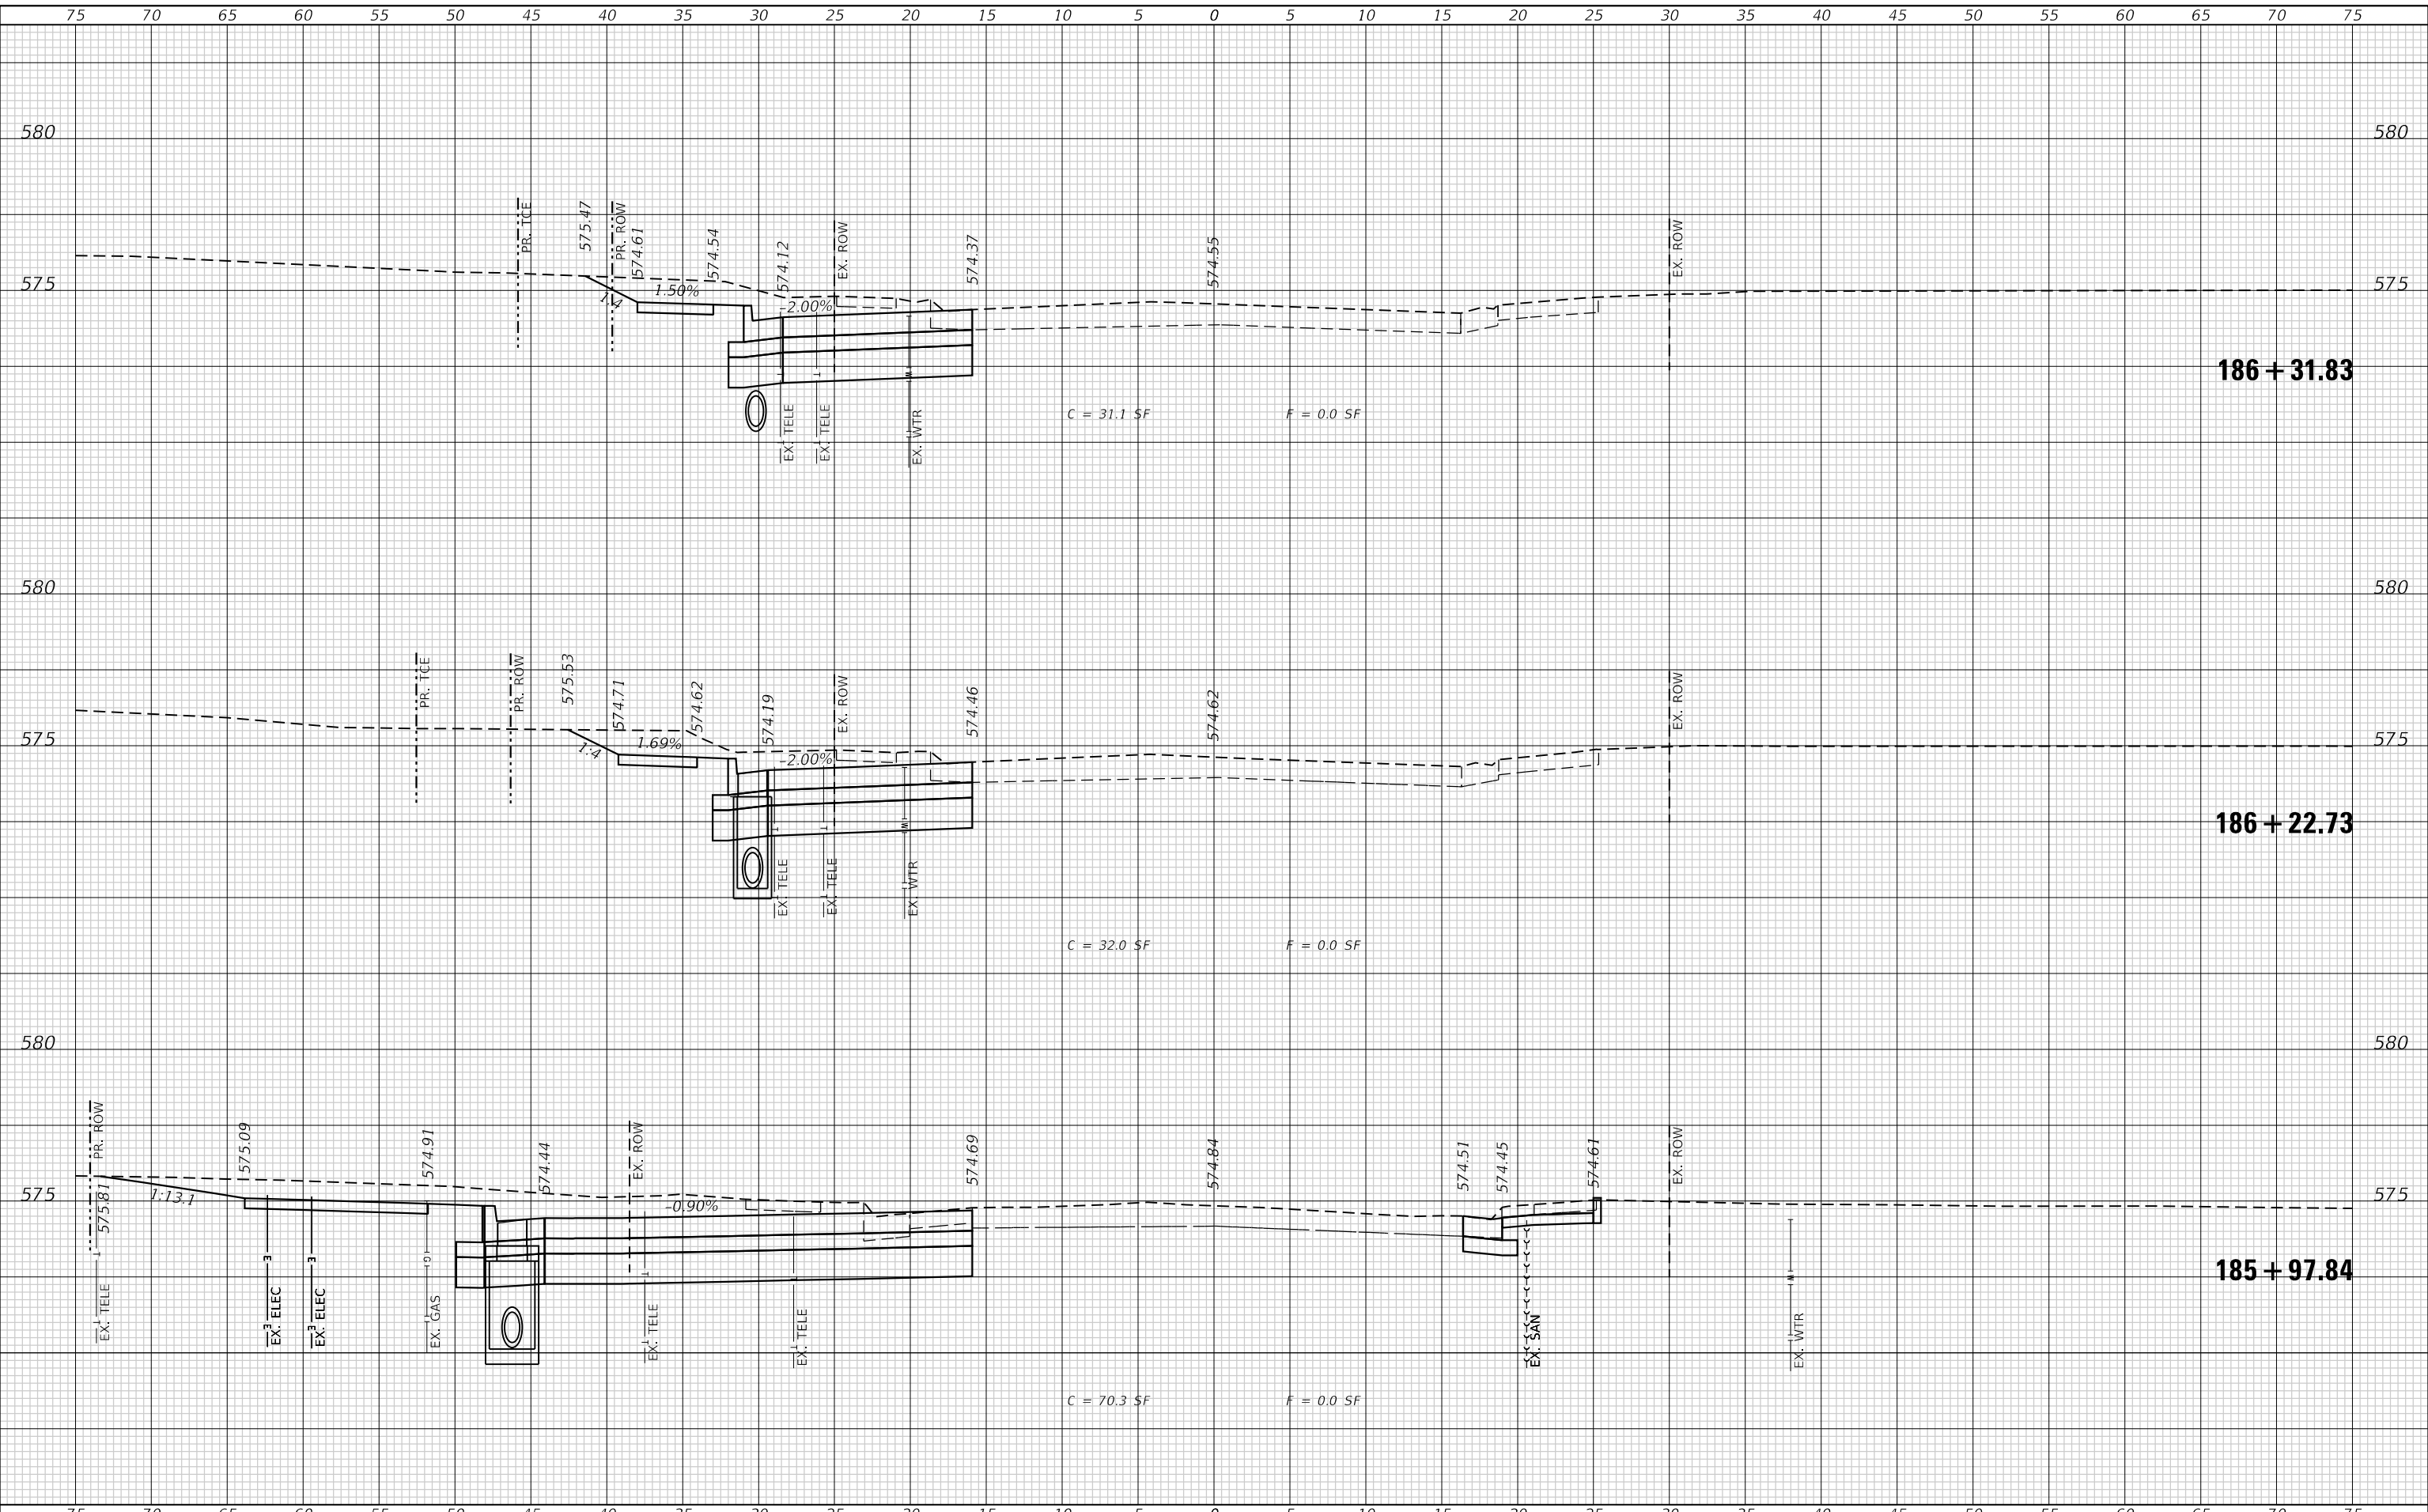 75 70 65 60 55 50 45 40 35 30 25 20 15 10 5 0 5 10 15 20 25 30 35 40 45 50 55 60 65 70 75
580 580
PR. TCE
575.47
PR. ROW
574.61
574.54
574.12
EX. ROW
574.37
574.55
EX. ROW
575 575
1:4
1.50%
-2.00%
186+31.83
T T W
EX. TELE
EX. TELE
EX. WTR
C = 31.1 SF F = 0.0 SF
580 580
PR. TCE
PR. ROW
575.53
574.71
574.62
574.19
EX. ROW
574.46
574.62
EX. ROW
575 575
1:4
1.69%
-2.00%
186+22.73
T T W
EX. TELE
EX. TELE
EX. WTR
C = 32.0 SF F = 0.0 SF
580 580
PR. ROW
575.81
575.09
574.91
574.44
EX. ROW
574.69
574.84
574.51
574.45
574.61
EX. ROW
575 575
1:13.1
-0.90%
185+97.84
T E E G T T W
EX. TELE
EX. ELEC
EX. ELEC
EX. GAS
EX. TELE
EX. TELE
EX. SAN
EX. WTR
C = 70.3 SF F = 0.0 SF
75 70 65 60 55 50 45 40 35 30 25 20 15 10 5 0 5 10 15 20 25 30 35 40 45 50 55 60 65 70 75